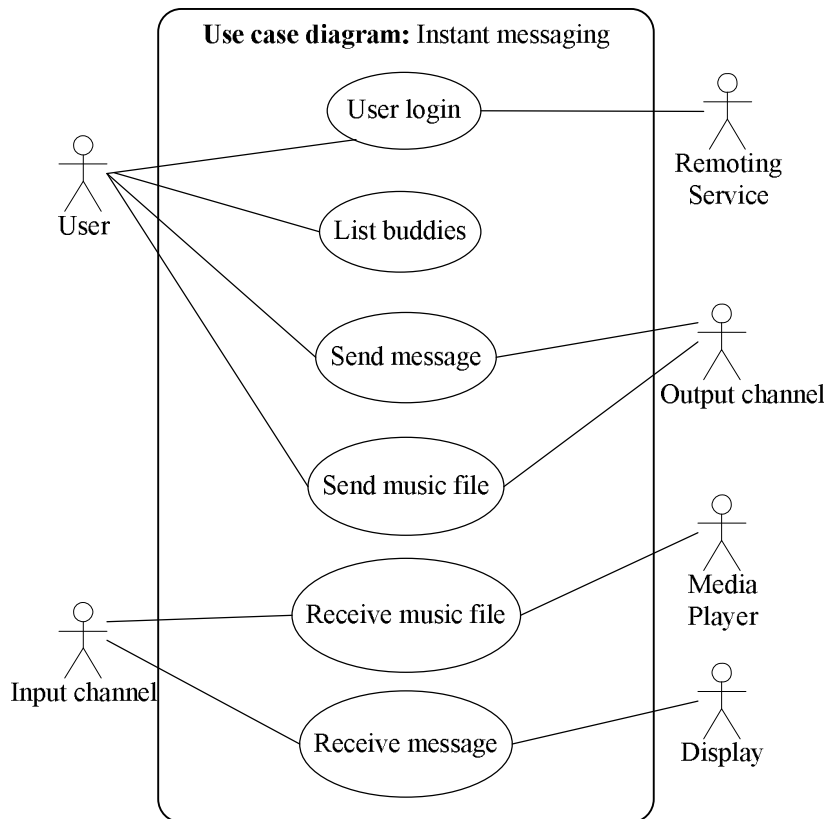 Use case diagram: Instant messaging
User login
Remoting
Service
User
List buddies
Send message
Output channel
Send music file
Media
Player
Receive music file
Input channel
Receive message
Display